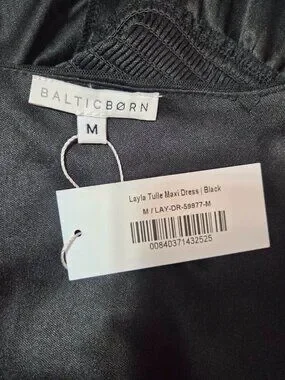 BALTICBØRN
M
Layla Tulle Maxi Dress | Black
M / LAY-DR-59877-M
00840371432525